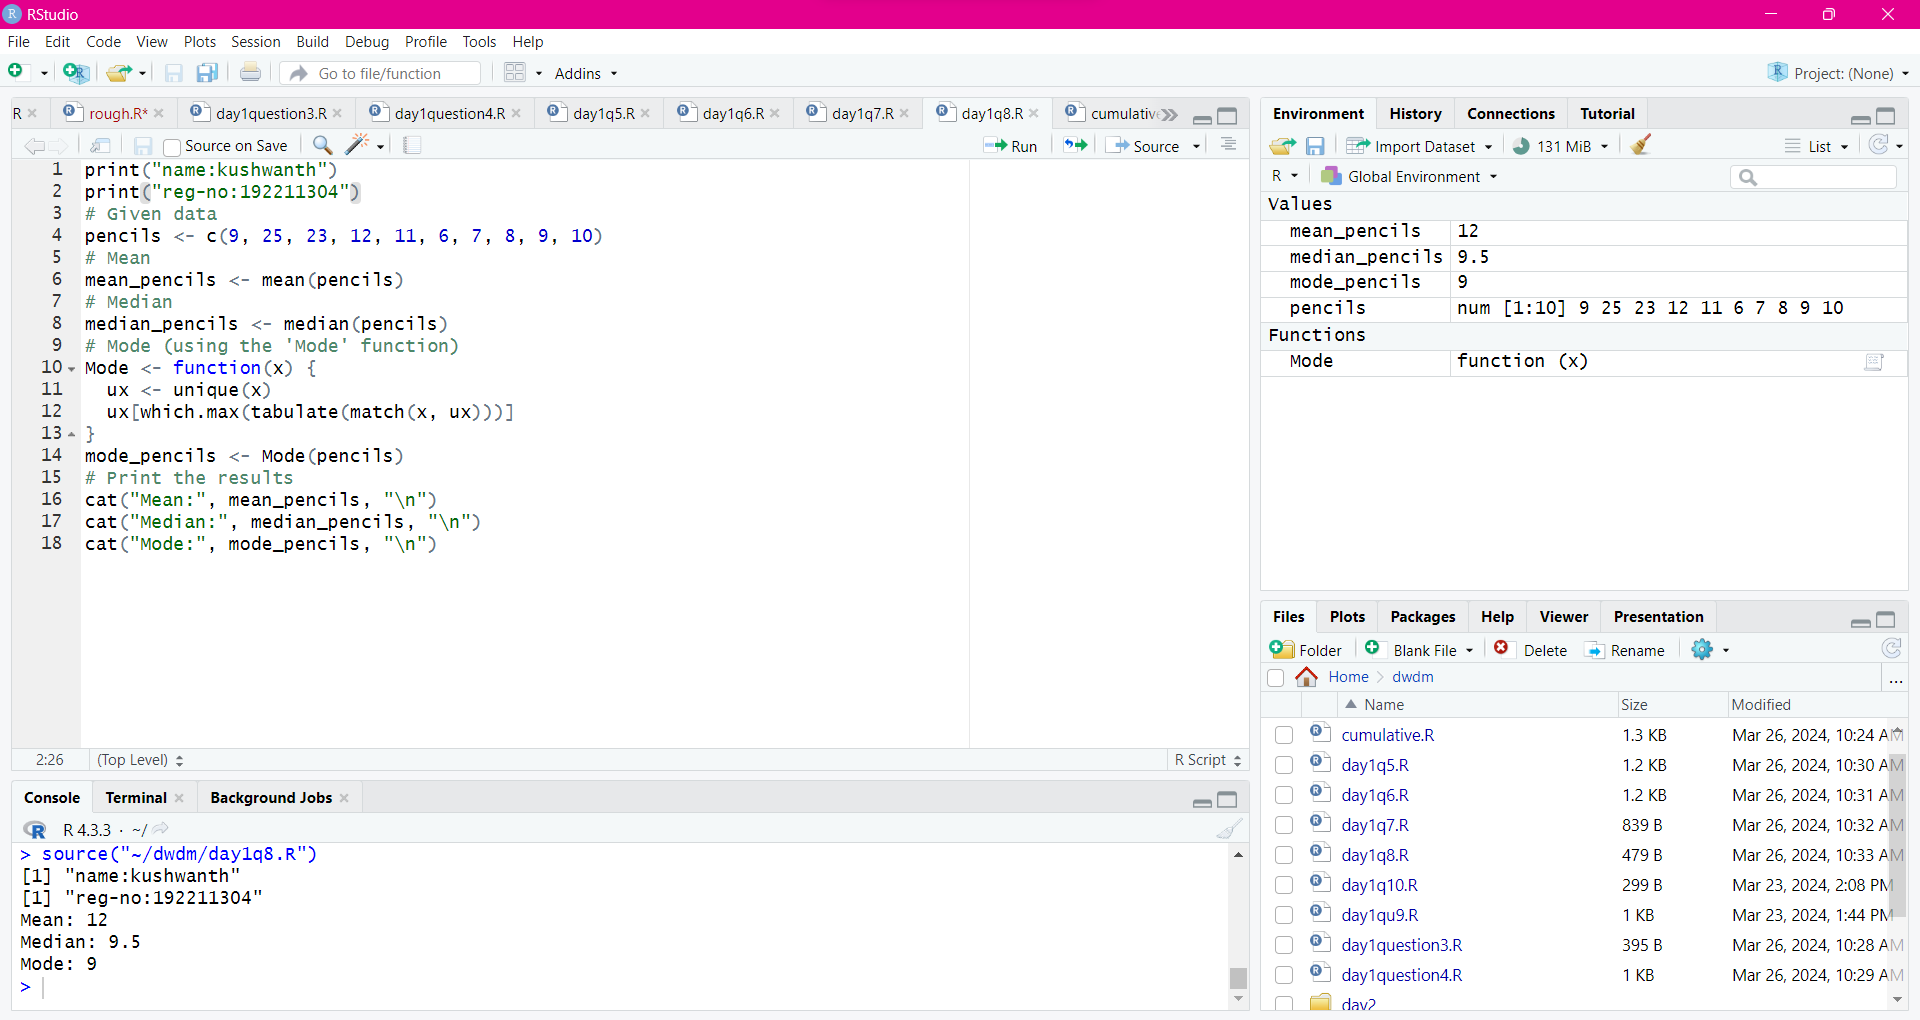 RStudio
File Edit Code View Plots Session Build Debug Profile Tools Help
Go to file/function Addins Project: (None)
R rough.R* day1question3.R day1question4.R day1q5.R day1q6.R day1q7.R day1q8.R cumulativ
Source on Save Run Source
1 print("name:kushwanth")
2 print("reg-no:192211304")
3 # Given data
4 pencils <- c(9, 25, 23, 12, 11, 6, 7, 8, 9, 10)
5 # Mean
6 mean_pencils <- mean(pencils)
7 # Median
8 median_pencils <- median(pencils)
9 # Mode (using the 'Mode' function)
10 Mode <- function(x) {
11 ux <- unique(x)
12 ux[which.max(tabulate(match(x, ux)))]
13 }
14 mode_pencils <- Mode(pencils)
15 # Print the results
16 cat("Mean:", mean_pencils, "\n")
17 cat("Median:", median_pencils, "\n")
18 cat("Mode:", mode_pencils, "\n")
2:26 (Top Level) R Script
Console Terminal Background Jobs
R 4.3.3 · ~/
> source("~/dwdm/day1q8.R")
[1] "name:kushwanth"
[1] "reg-no:192211304"
Mean: 12
Median: 9.5
Mode: 9
>
Environment History Connections Tutorial
Import Dataset 131 MiB List
R Global Environment
Values
mean_pencils 12
median_pencils 9.5
mode_pencils 9
pencils num [1:10] 9 25 23 12 11 6 7 8 9 10
Functions
Mode function (x)
Files Plots Packages Help Viewer Presentation
Folder Blank File Delete Rename
Home dwdm ...
Name Size Modified
cumulative.R 1.3 KB Mar 26, 2024, 10:24 AM
day1q5.R 1.2 KB Mar 26, 2024, 10:30 AM
day1q6.R 1.2 KB Mar 26, 2024, 10:31 AM
day1q7.R 839 B Mar 26, 2024, 10:32 AM
day1q8.R 479 B Mar 26, 2024, 10:33 AM
day1q10.R 299 B Mar 23, 2024, 2:08 PM
day1qu9.R 1 KB Mar 23, 2024, 1:44 PM
day1question3.R 395 B Mar 26, 2024, 10:28 AM
day1question4.R 1 KB Mar 26, 2024, 10:29 AM
day2